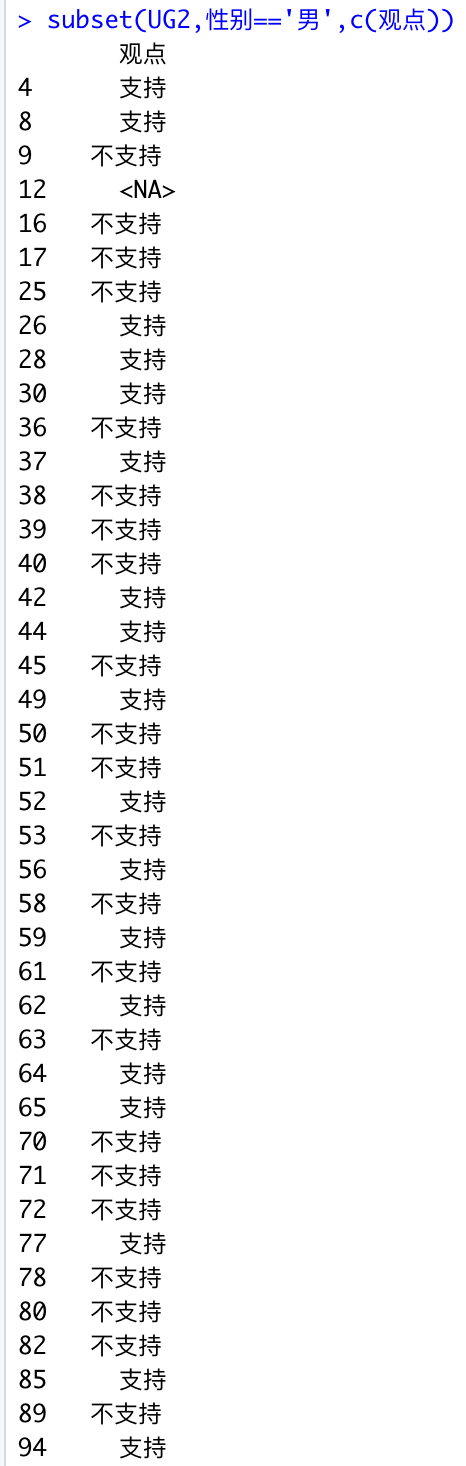 > subset(UG2,性别=='男',c(观点))
观点
4 支持
8 支持
9 不支持
12 <NA>
16 不支持
17 不支持
25 不支持
26 支持
28 支持
30 支持
36 不支持
37 支持
38 不支持
39 不支持
40 不支持
42 支持
44 支持
45 不支持
49 支持
50 不支持
51 不支持
52 支持
53 不支持
56 支持
58 不支持
59 支持
61 不支持
62 支持
63 不支持
64 支持
65 支持
70 不支持
71 不支持
72 不支持
77 支持
78 不支持
80 不支持
82 不支持
85 支持
89 不支持
94 支持